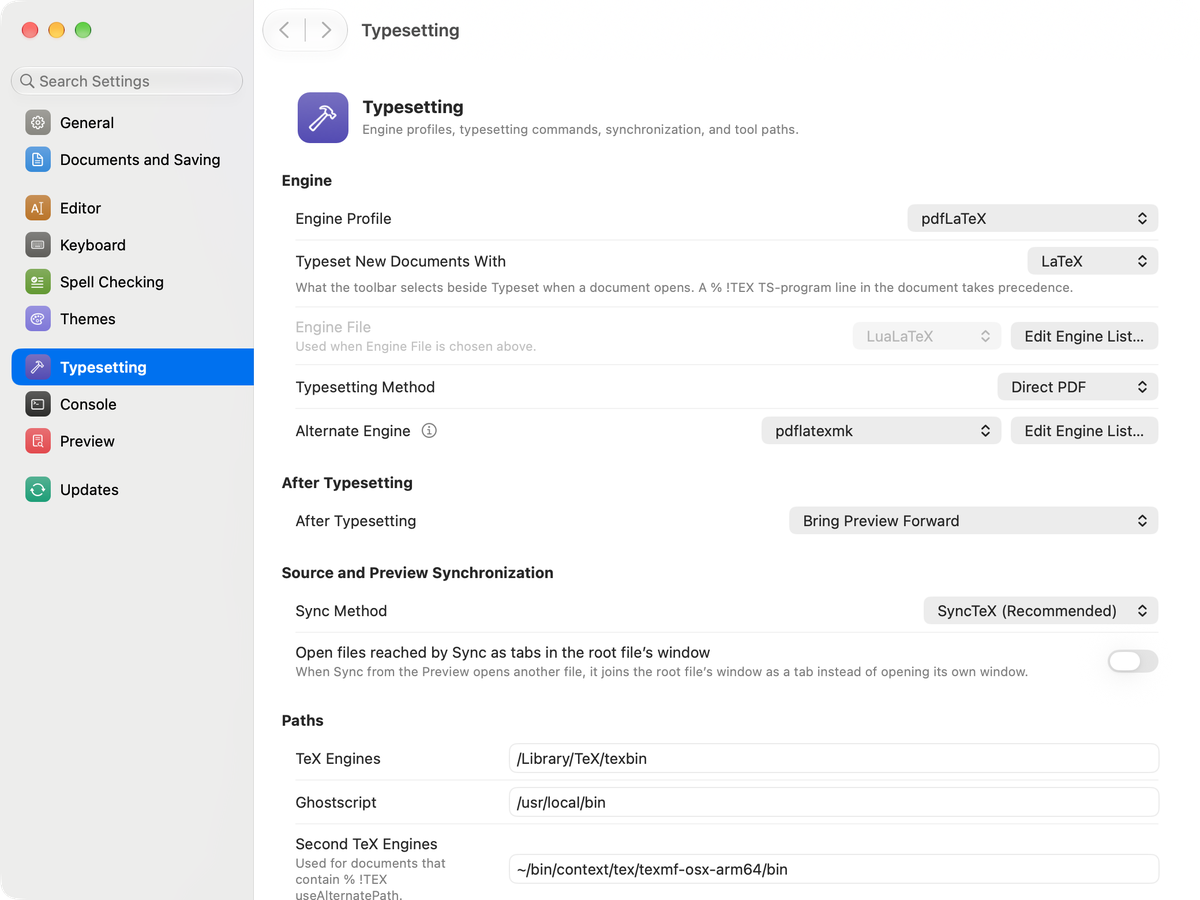 Typesetting
Search Settings
General
Documents and Saving
Editor
Keyboard
Spell Checking
Themes
Typesetting
Console
Preview
Updates
Typesetting
Engine profiles, typesetting commands, synchronization, and tool paths.
Engine
Engine Profile
pdfLaTeX
Typeset New Documents With
LaTeX
What the toolbar selects beside Typeset when a document opens. A % !TEX TS-program line in the document takes precedence.
Engine File
Used when Engine File is chosen above.
LuaLaTeX
Edit Engine List...
Typesetting Method
Direct PDF
Alternate Engine
pdflatexmk
Edit Engine List...
After Typesetting
After Typesetting
Bring Preview Forward
Source and Preview Synchronization
Sync Method
SyncTeX (Recommended)
Open files reached by Sync as tabs in the root file’s window
When Sync from the Preview opens another file, it joins the root file’s window as a tab instead of opening its own window.
Paths
TeX Engines
/Library/TeX/texbin
Ghostscript
/usr/local/bin
Second TeX Engines
Used for documents that
contain % !TEX
useAlternatePath.
~/bin/context/tex/texmf-osx-arm64/bin